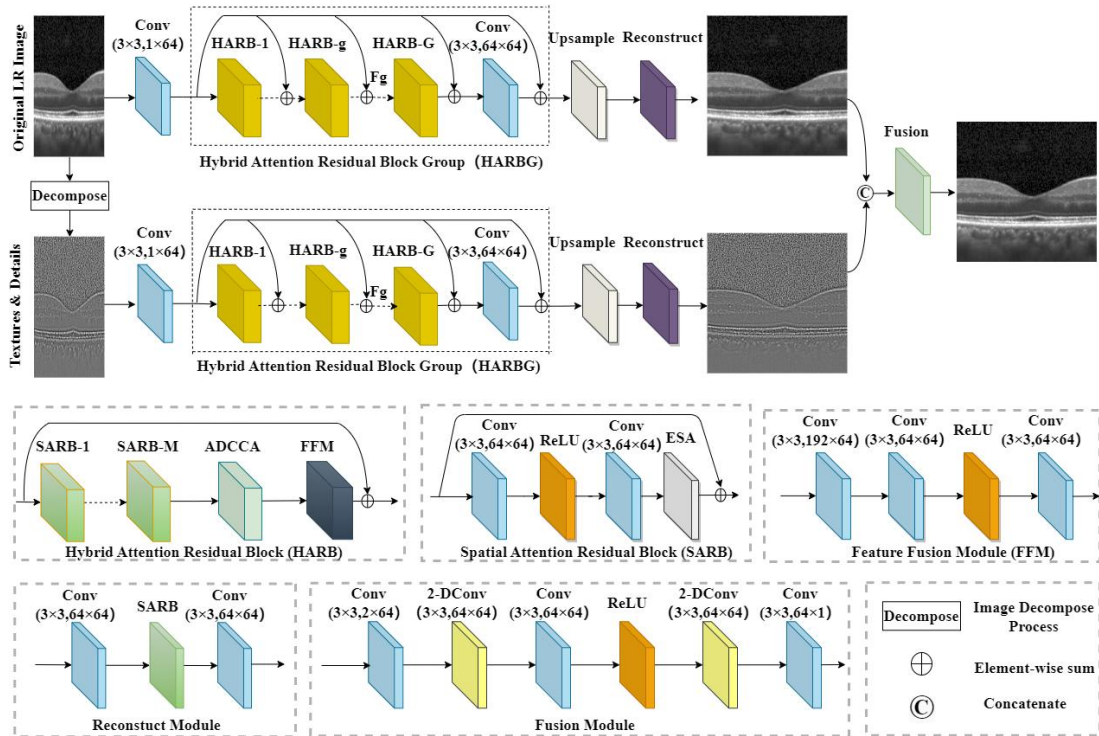 Original LR Image
Conv
(3×3,1×64)
HARB-1
HARB-g
HARB-G
Fg
Conv
(3×3,64×64)
Upsample
Reconstruct
Hybrid Attention Residual Block Group (HARBG)
Fusion
C
Decompose
Textures & Details
Conv
(3×3,1×64)
HARB-1
HARB-g
HARB-G
Fg
Conv
(3×3,64×64)
Upsample
Reconstruct
Hybrid Attention Residual Block Group (HARBG)
SARB-1
SARB-M
ADCCA
FFM
Hybrid Attention Residual Block (HARB)
Conv
(3×3,64×64)
ReLU
Conv
(3×3,64×64)
ESA
Spatial Attention Residual Block (SARB)
Conv
(3×3,192×64)
Conv
(3×3,64×64)
ReLU
Conv
(3×3,64×64)
Feature Fusion Module (FFM)
Conv
(3×3,64×64)
SARB
Conv
(3×3,64×64)
Reconstuct Module
Conv
(3×3,2×64)
2-DConv
(3×3,64×64)
Conv
(3×3,64×64)
ReLU
2-DConv
(3×3,64×64)
Conv
(3×3,64×1)
Fusion Module
Decompose
Image Decompose
Process
Element-wise sum
C
Concatenate